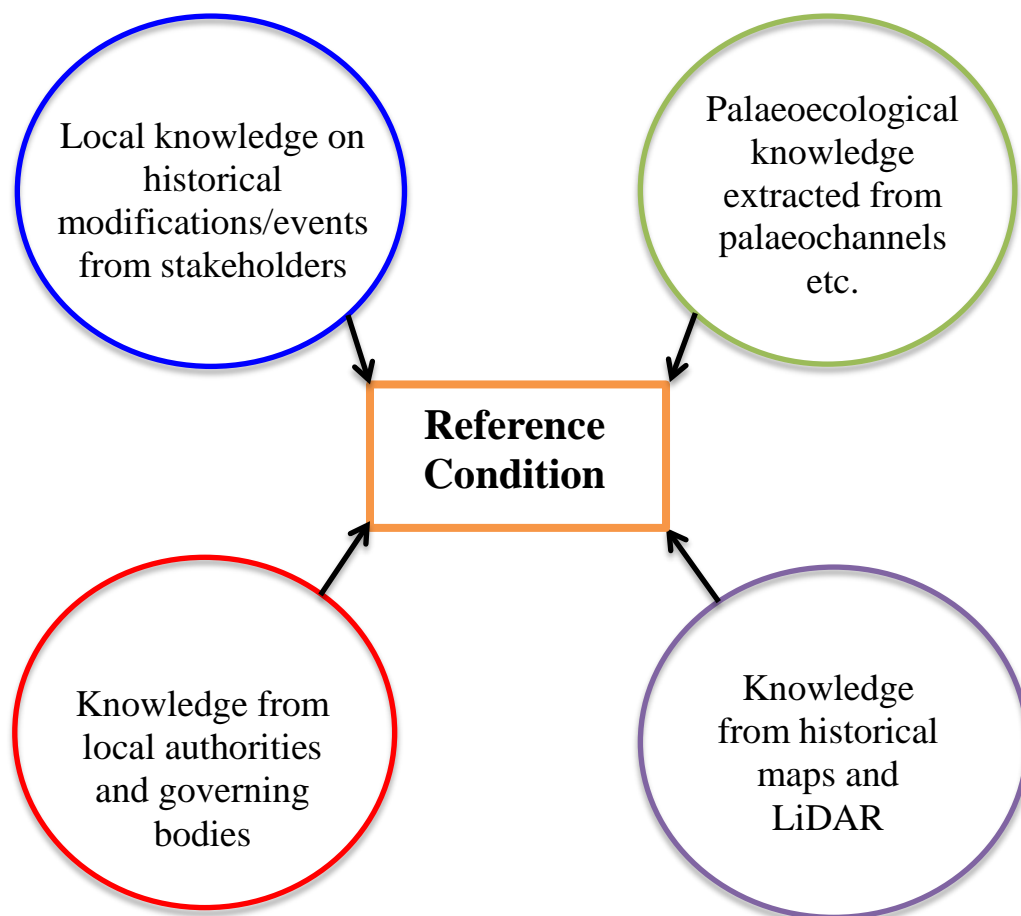 Local knowledge on
historical
modifications/events
from stakeholders
Palaeoecological
knowledge
extracted from
palaeochannels
etc.
Reference
Condition
Knowledge from
local authorities
and governing
bodies
Knowledge
from historical
maps and
LiDAR